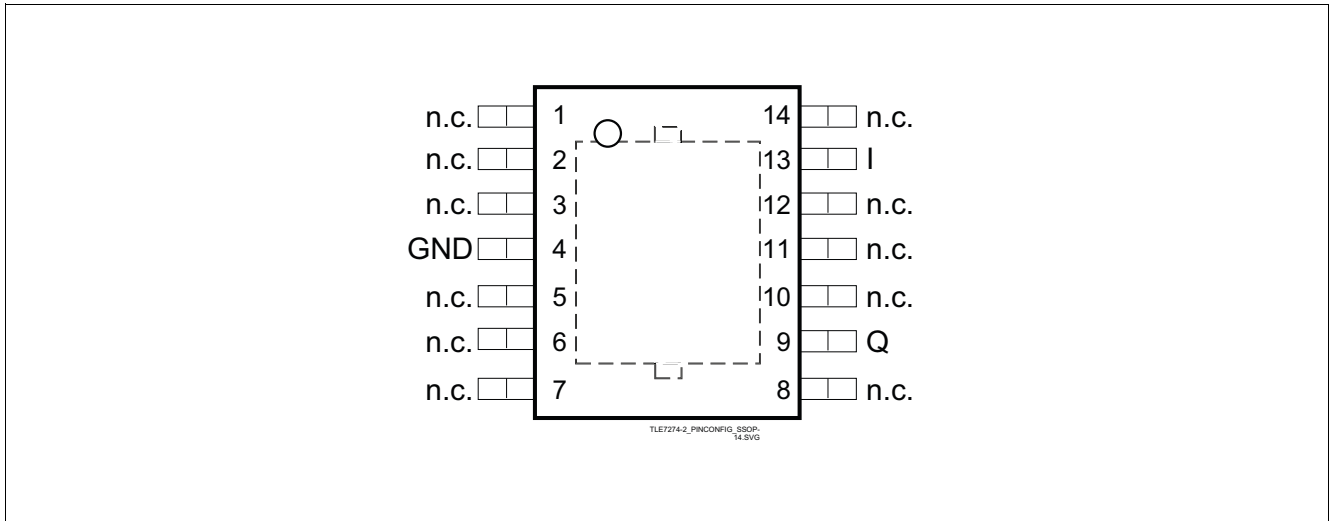 n.c. 1 14 n.c.
n.c. 2 13 I
n.c. 3 12 n.c.
GND 4 11 n.c.
n.c. 5 10 n.c.
n.c. 6 9 Q
n.c. 7 8 n.c.
TLE7274-2_PINCONFIG_SSOP-
14.SVG